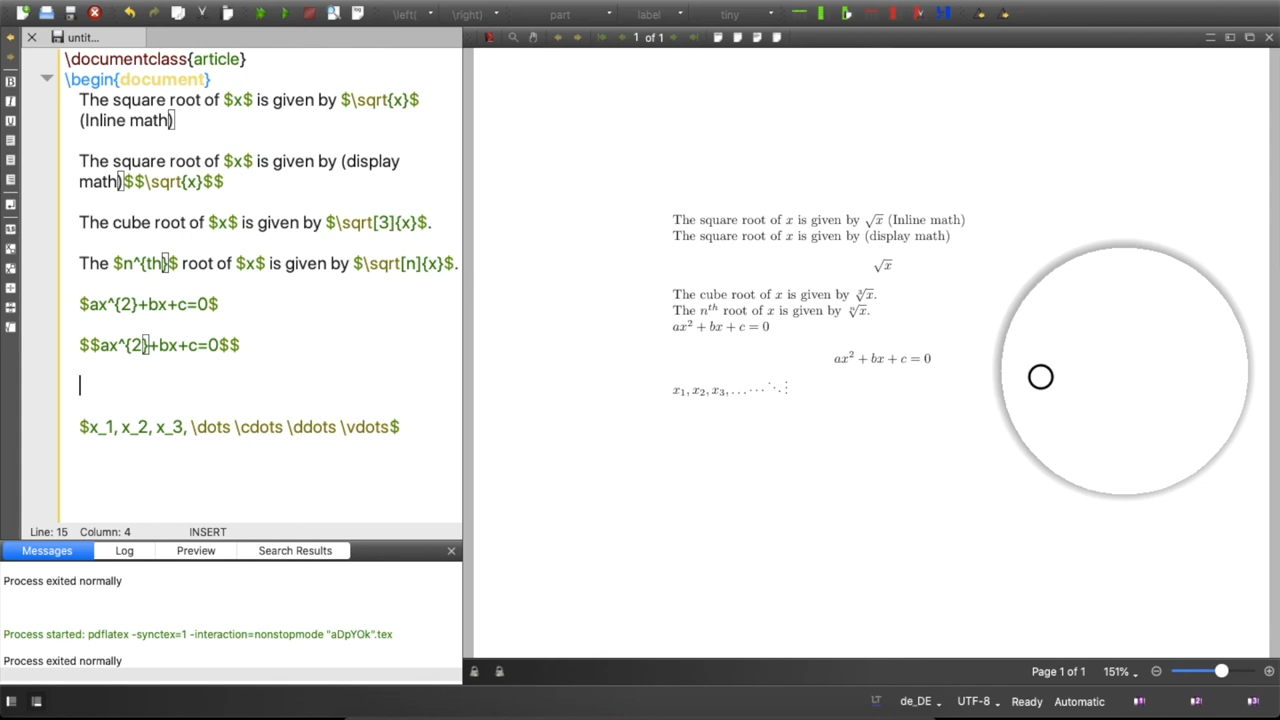 \left( \right) part label tiny
untit... 1 of 1
\documentclass{article}
\begin{document}
The square root of $x$ is given by $\sqrt{x}$
(Inline math)
The square root of $x$ is given by (display
math)$$\sqrt{x}$$
The cube root of $x$ is given by $\sqrt[3]{x}$.
The $n^{th}$ root of $x$ is given by $\sqrt[n]{x}$.
$ax^{2}+bx+c=0$
$$ax^{2}+bx+c=0$$
$x_1, x_2, x_3, \dots \cdots \ddots \vdots$
Line: 15 Column: 4 INSERT
Messages Log Preview Search Results
Process exited normally
Process started: pdflatex -synctex=1 -interaction=nonstopmode "aDpYOk".tex
Process exited normally
The square root of x is given by √x (Inline math)
The square root of x is given by (display math)
√x
The cube root of x is given by ∛x.
The nᵗʰ root of x is given by ⁿ√x.
ax² + bx + c = 0
ax² + bx + c = 0
x₁, x₂, x₃, … ⋯ ⋱ ⋮
Page 1 of 1 151%
LT de_DE UTF-8 Ready Automatic